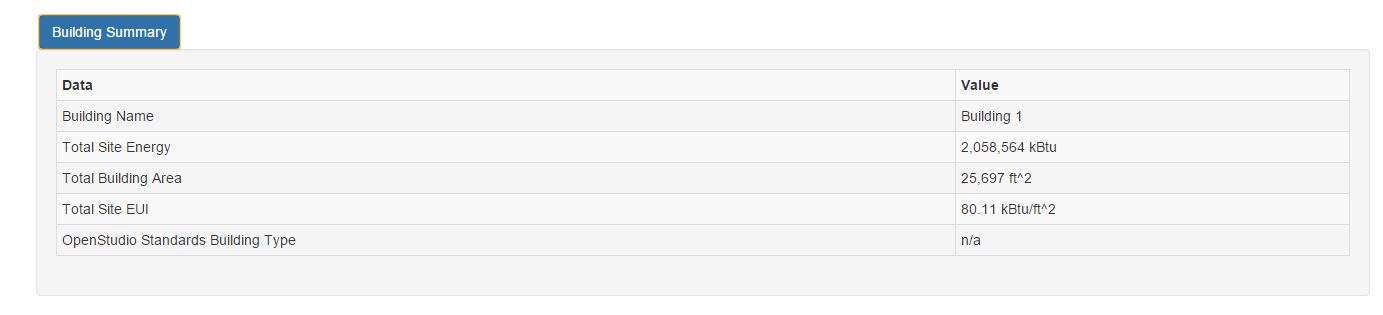 Building Summary
Data Value
Building Name Building 1
Total Site Energy 2,058,564 kBtu
Total Building Area 25,697 ft^2
Total Site EUI 80.11 kBtu/ft^2
OpenStudio Standards Building Type n/a